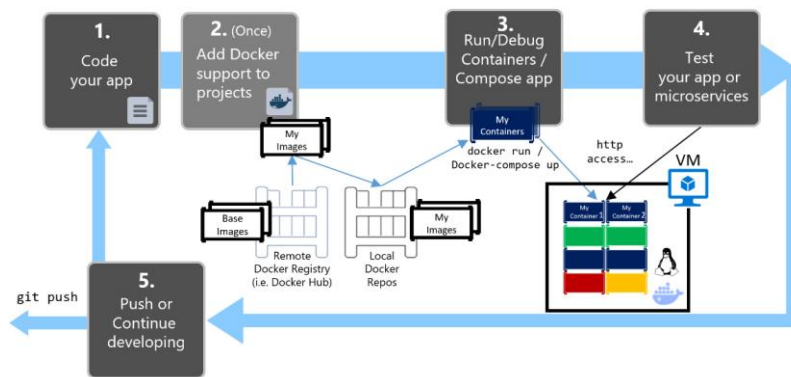 1.
Code
your app
2. (Once)
Add Docker
support to
projects
3.
Run/Debug
Containers /
Compose app
4.
Test
your app or
microservices
My
Images
My
Containers
docker run /
Docker-compose up
http
access…
VM
Base
Images
Remote
Docker Registry
(i.e. Docker Hub)
My
Images
Local
Docker
Repos
My
Container 1
My
Container 2
5.
Push or
Continue
developing
git push